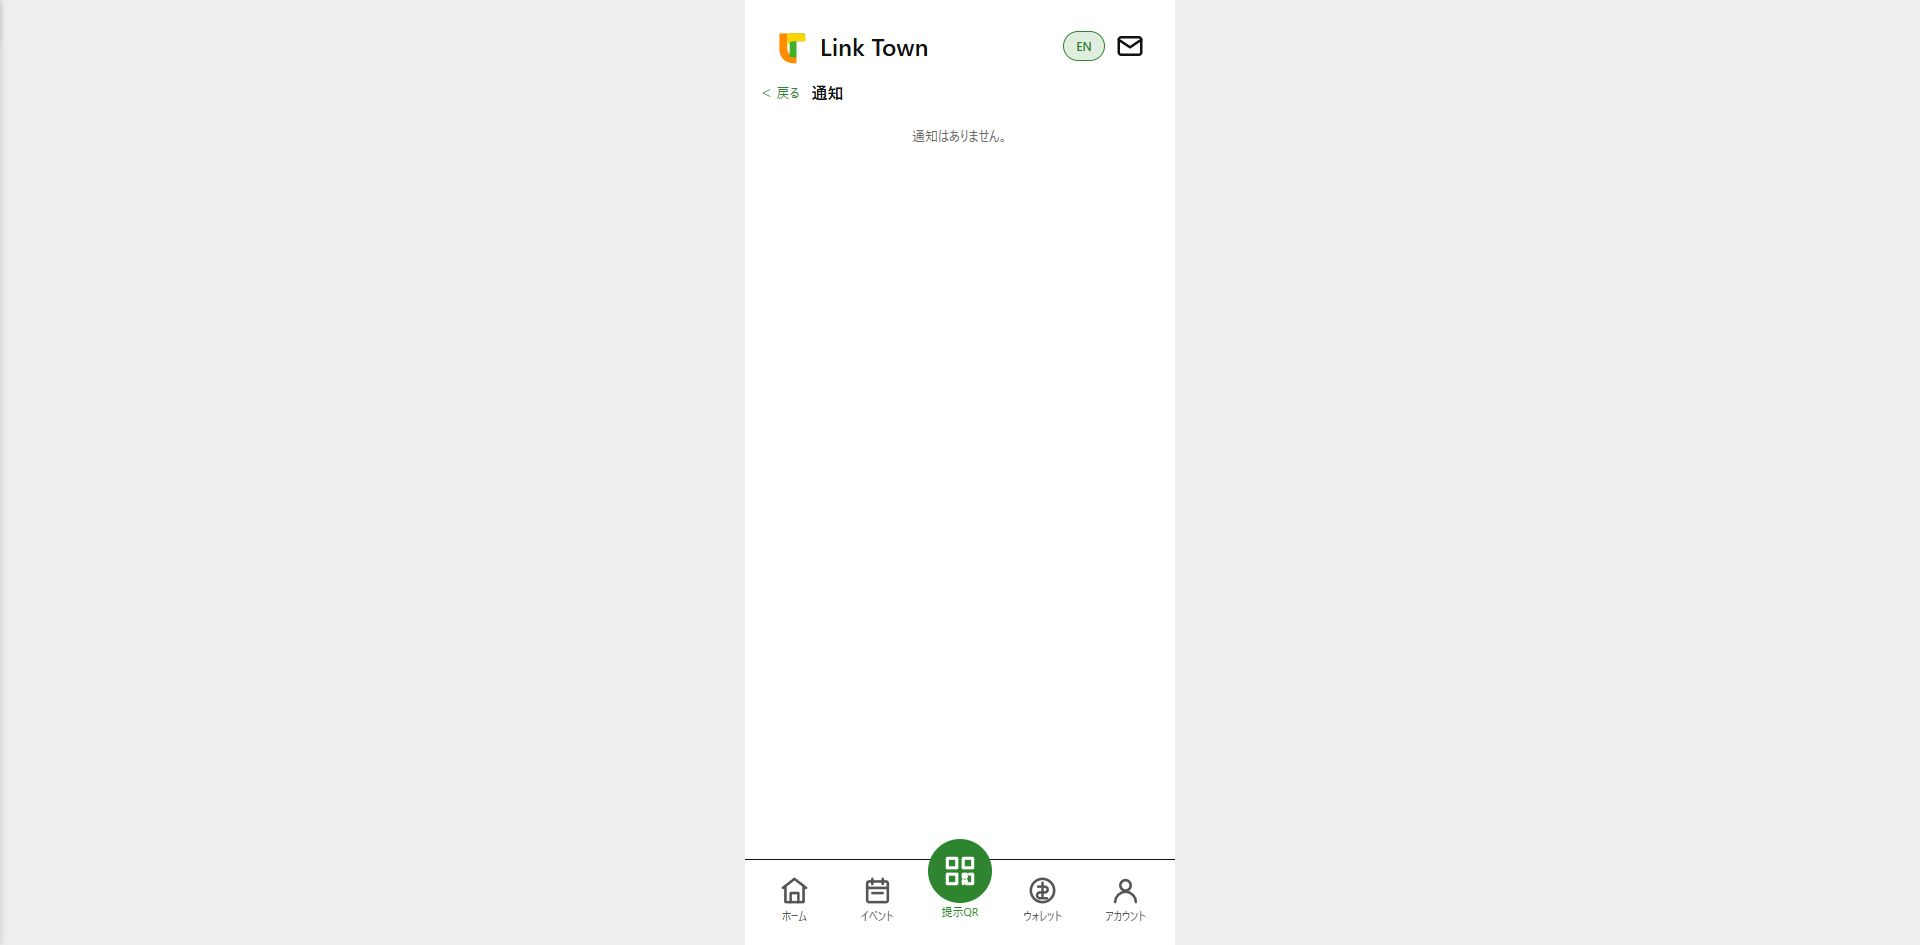 Link Town
EN
< 戻る 通知
通知はありません。
ホーム
イベント
提示QR
ウォレット
アカウント